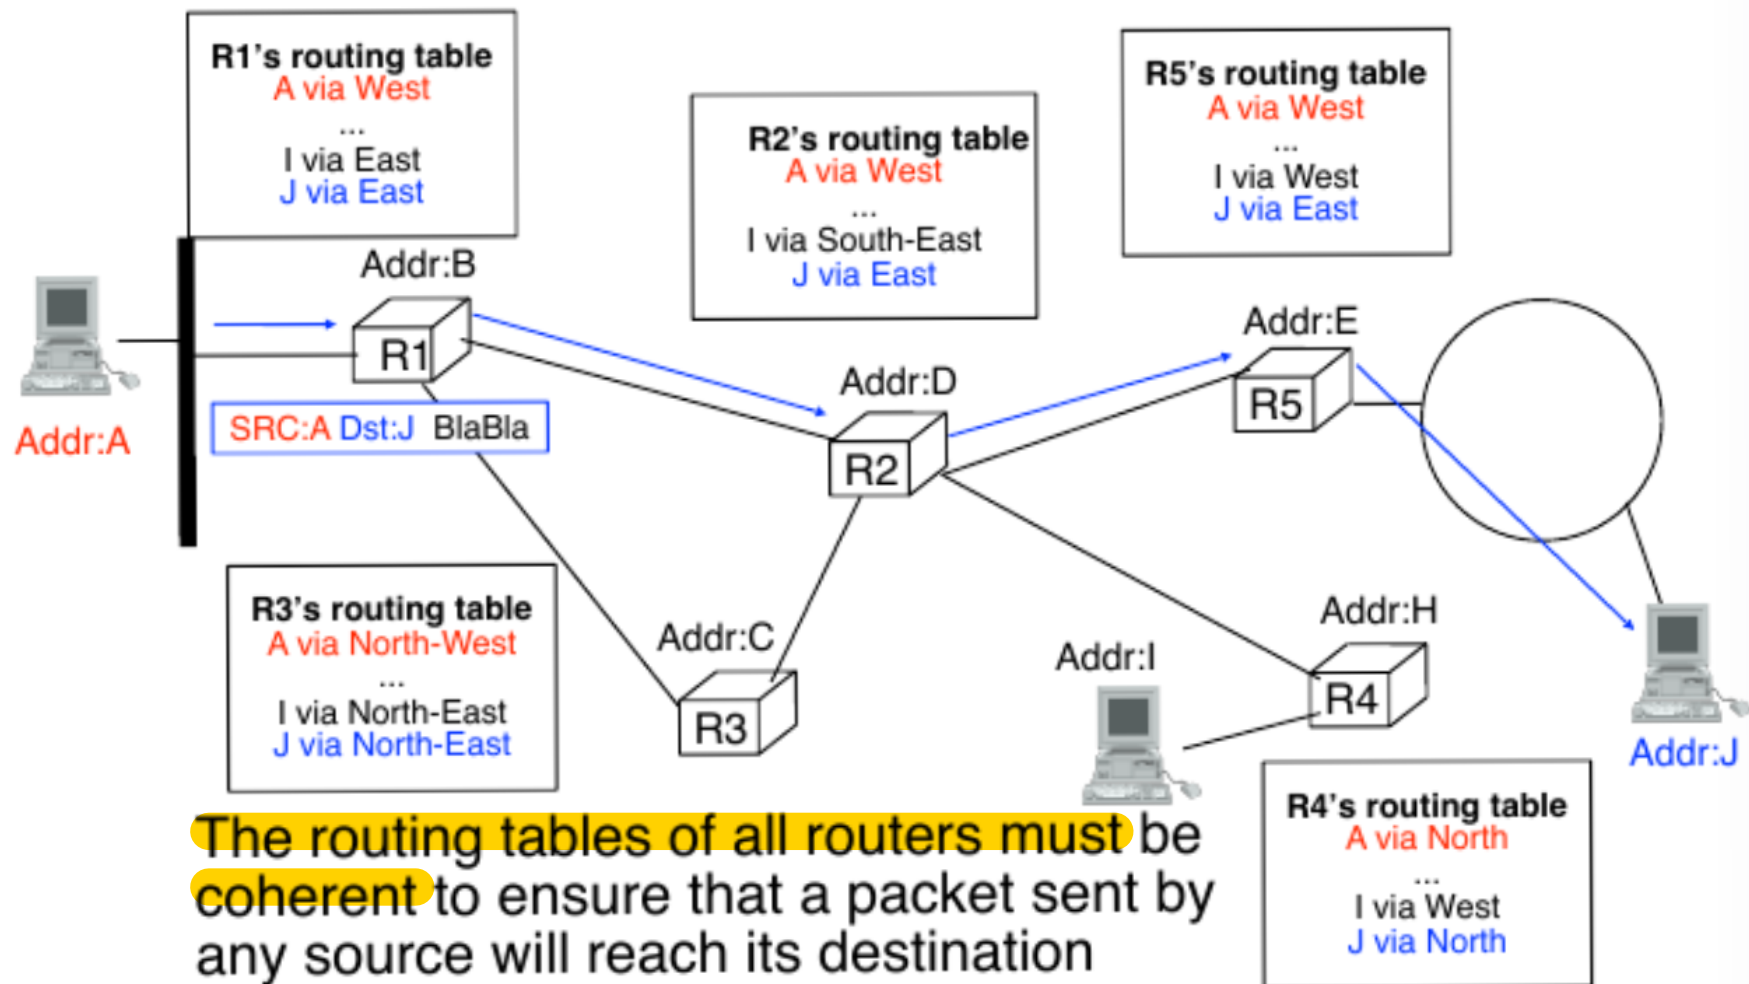 R1's routing table
A via West
...
I via East
J via East
R2's routing table
A via West
...
I via South-East
J via East
R5's routing table
A via West
...
I via West
J via East
Addr:B
R1
Addr:A
SRC:A Dst:J BlaBla
Addr:D
R2
Addr:E
R5
R3's routing table
A via North-West
...
I via North-East
J via North-East
Addr:C
R3
Addr:I
Addr:H
R4
Addr:J
R4's routing table
A via North
...
I via West
J via North
The routing tables of all routers must be
coherent to ensure that a packet sent by
any source will reach its destination